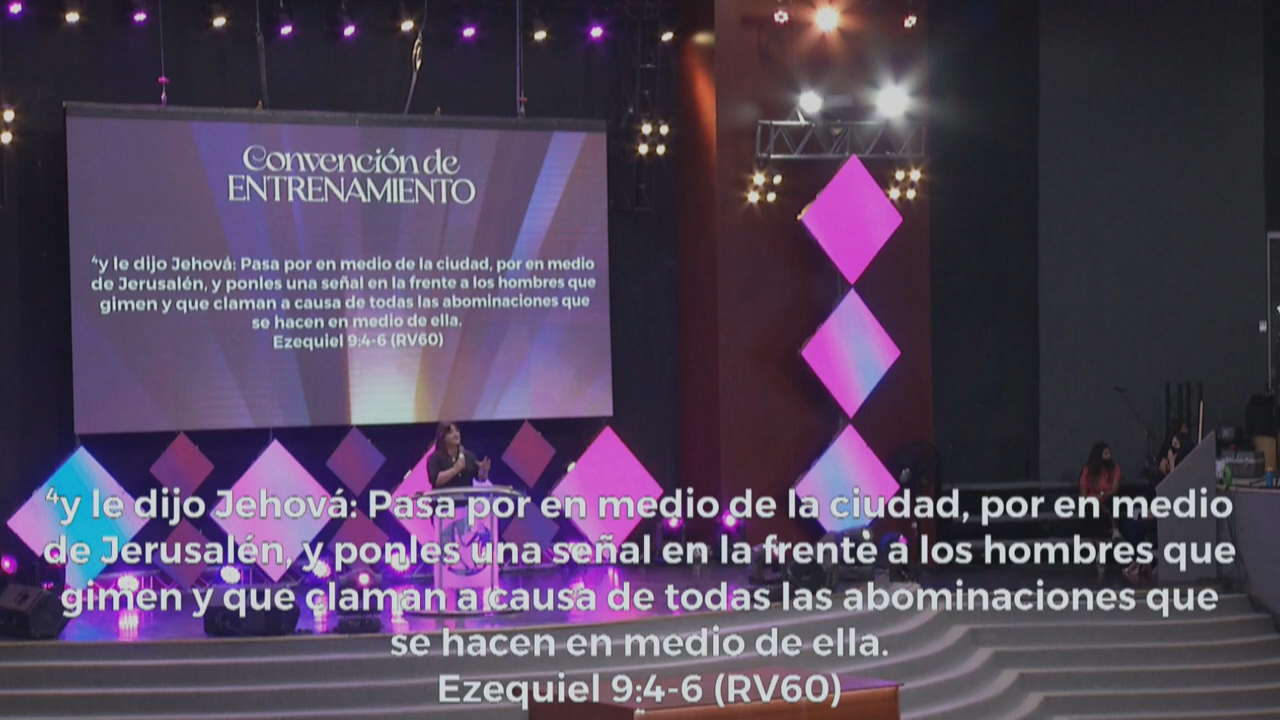 Convención de
ENTRENAMIENTO
⁴y le dijo Jehová: Pasa por en medio de la ciudad, por en medio
de Jerusalén, y ponles una señal en la frente a los hombres que
gimen y que claman a causa de todas las abominaciones que
se hacen en medio de ella.
Ezequiel 9:4-6 (RV60)
⁴y le dijo Jehová: Pasa por en medio de la ciudad, por en medio
de Jerusalén, y ponles una señal en la frente a los hombres que
gimen y que claman a causa de todas las abominaciones que
se hacen en medio de ella.
Ezequiel 9:4-6 (RV60)